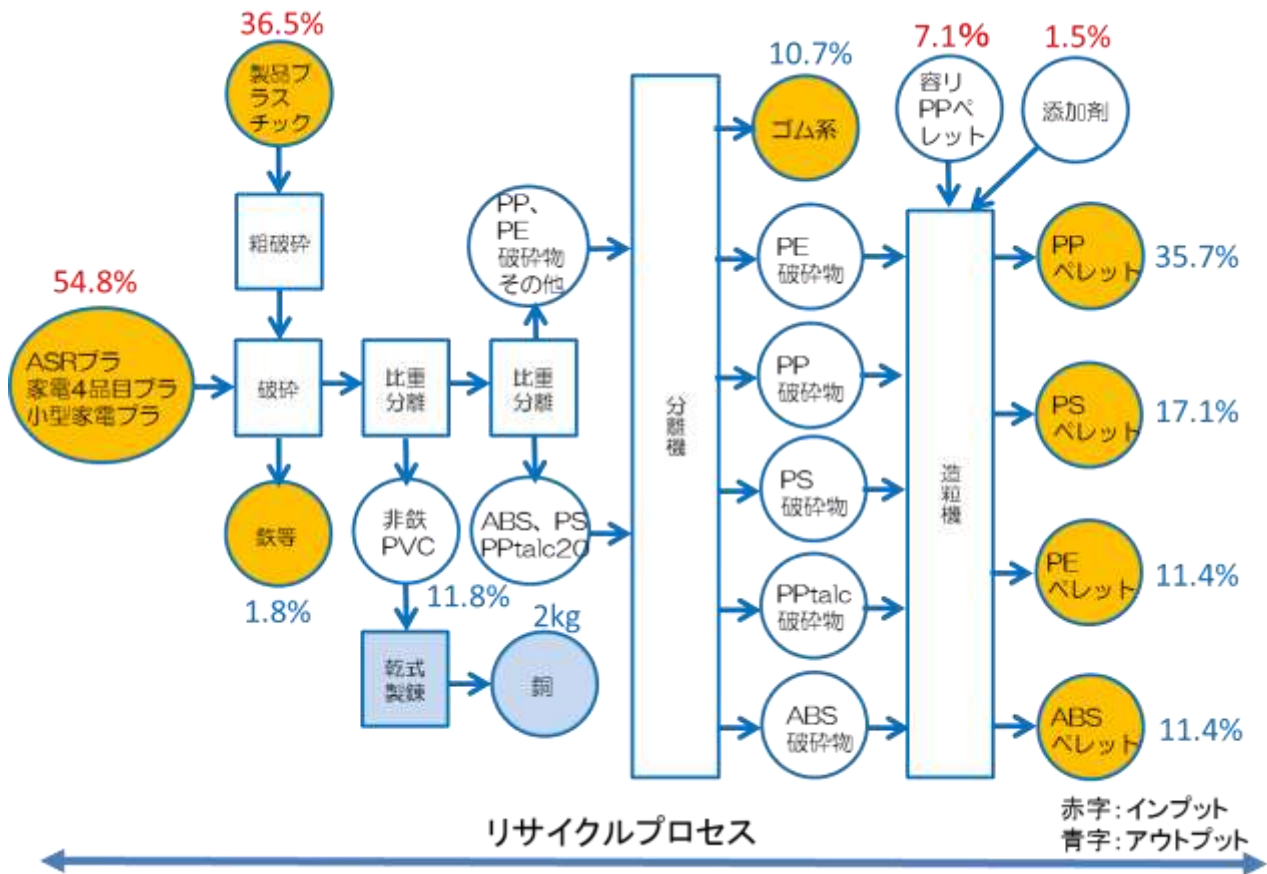 36.5%
製品プ
ラス
チック
粗破砕
54.8%
ASRプラ
家電4品目プラ
小型家電プラ
破砕
鉄等
1.8%
比重
分離
非鉄
PVC
11.8%
乾式
製錬
2kg
銅
比重
分離
PP、
PE
破砕物
その他
ABS、PS
PPtalc20
分離機
10.7%
ゴム系
PE
破砕物
PP
破砕物
PS
破砕物
PPtalc
破砕物
ABS
破砕物
7.1%
容リ
PPペ
レット
1.5%
添加剤
造粒機
PP
ペレット
35.7%
PS
ペレット
17.1%
PE
ペレット
11.4%
ABS
ペレット
11.4%
リサイクルプロセス
赤字：インプット
青字：アウトプット